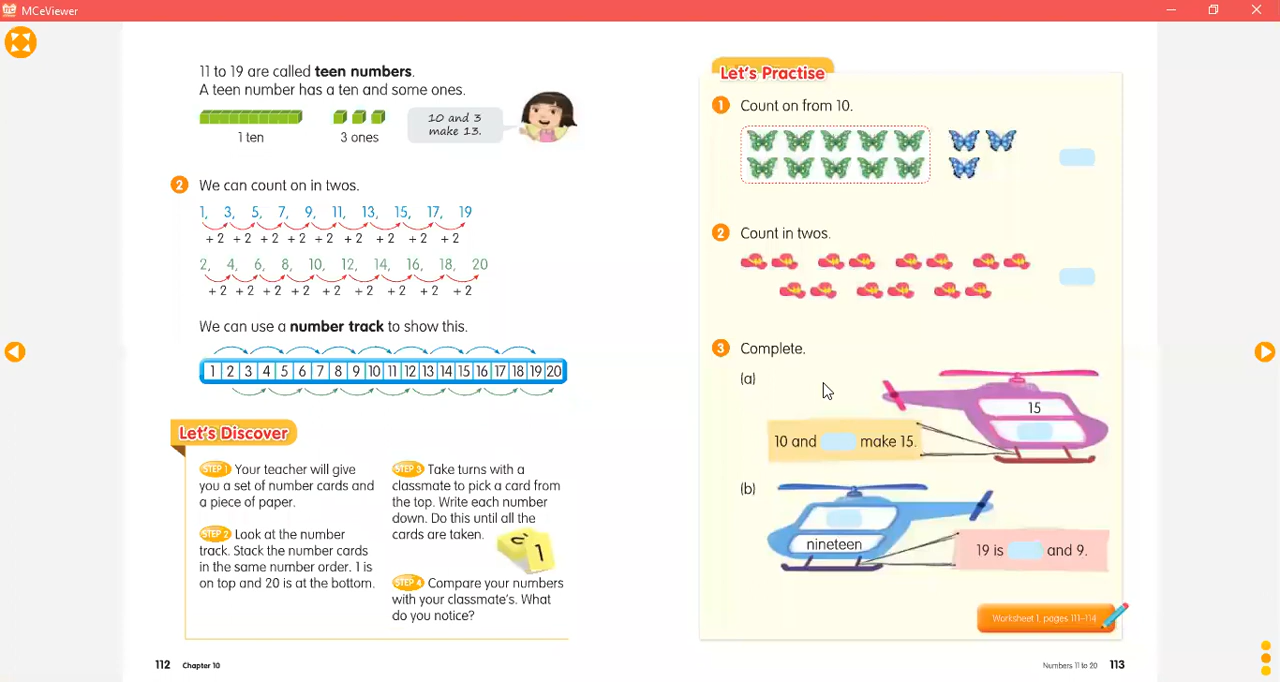 MCeViewer
11 to 19 are called teen numbers.
A teen number has a ten and some ones.
10 and 3
make 13.
1 ten
3 ones
2 We can count on in twos.
1, 3, 5, 7, 9, 11, 13, 15, 17, 19
+ 2 + 2 + 2 + 2 + 2 + 2 + 2 + 2 + 2
2, 4, 6, 8, 10, 12, 14, 16, 18, 20
+ 2 + 2 + 2 + 2 + 2 + 2 + 2 + 2 + 2
We can use a number track to show this.
1 2 3 4 5 6 7 8 9 10 11 12 13 14 15 16 17 18 19 20
Let's Discover
STEP 1 Your teacher will give
you a set of number cards and
a piece of paper.
STEP 2 Look at the number
track. Stack the number cards
in the same number order. 1 is
on top and 20 is at the bottom.
STEP 3 Take turns with a
classmate to pick a card from
the top. Write each number
down. Do this until all the
cards are taken.
2
1
STEP 4 Compare your numbers
with your classmate's. What
do you notice?
112 Chapter 10
Let's Practise
1 Count on from 10.
2 Count in twos.
3 Complete.
(a)
15
10 and make 15.
(b)
nineteen
19 is and 9.
Worksheet 1, pages 111–114
Numbers 11 to 20 113